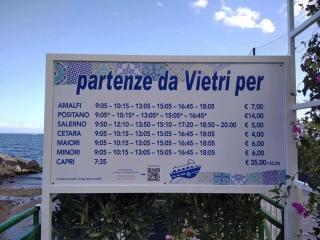 partenze da Vietri per
AMALFI 9:05 – 10:15 – 13:05 – 15:05 – 16:45 – 18:05 € 7,00
POSITANO 9:05* – 10:15* – 13:05* – 15:05* – 16:45* €14,00
SALERNO 9:50 – 12:10 – 13:50 – 15:10 – 17:20 – 18:50 – 20.00 € 5,00
CETARA 9:05 – 10:15 – 13:05 – 15:05 – 16:45 – 18:05 € 4,00
MAIORI 9:05 – 10:15 – 13:05 – 15:05 – 16:45 – 18:05 € 6,00
MINORI 9:05 – 10:15 – 13:05 – 15:05 – 16:45 – 18:05 € 6,00
CAPRI 7:35 € 35,00